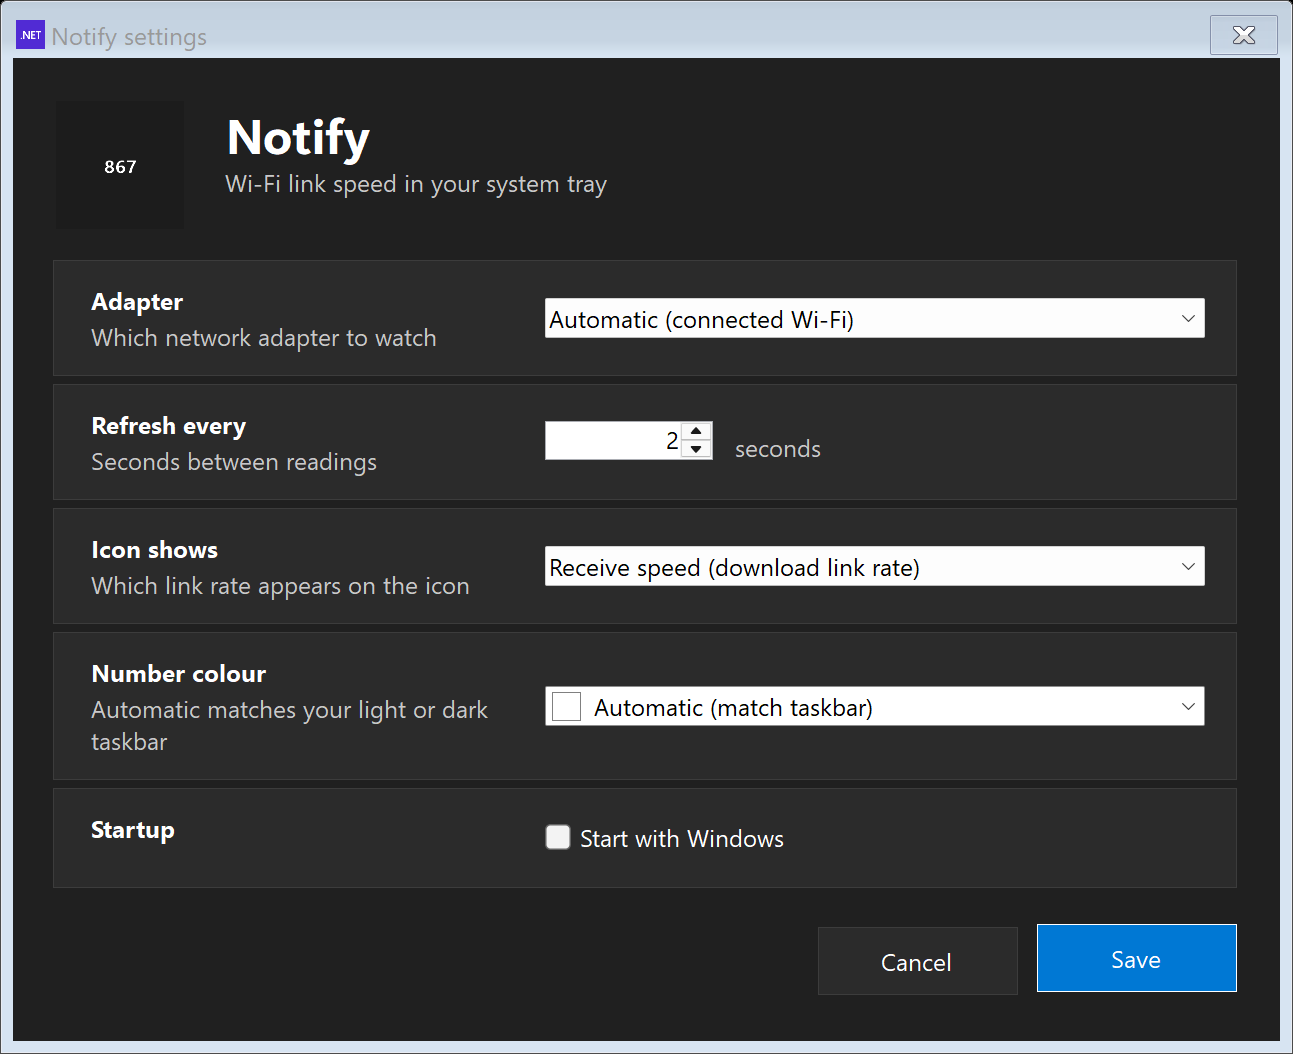 .NET Notify settings
867
Notify
Wi-Fi link speed in your system tray
Adapter
Which network adapter to watch
Automatic (connected Wi-Fi)
Refresh every
Seconds between readings
2
seconds
Icon shows
Which link rate appears on the icon
Receive speed (download link rate)
Number colour
Automatic matches your light or dark
taskbar
Automatic (match taskbar)
Startup
Start with Windows
Cancel
Save